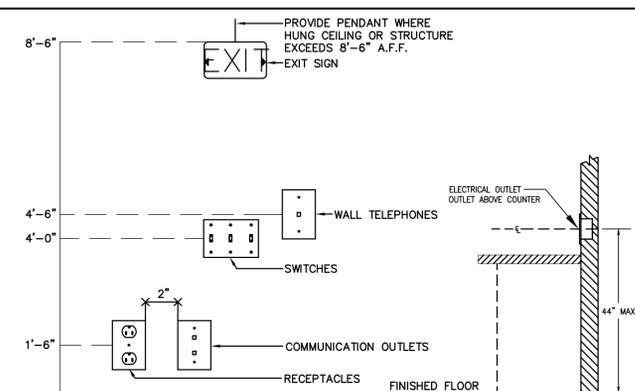 PROVIDE PENDANT WHERE
HUNG CEILING OR STRUCTURE
EXCEEDS 8'-6" A.F.F.
8'-6"
EXIT
EXIT SIGN
ELECTRICAL OUTLET
OUTLET ABOVE COUNTER
4'-6"
WALL TELEPHONES
4'-0"
℄
SWITCHES
2"
44" MAX
1'-6"
COMMUNICATION OUTLETS
RECEPTACLES
FINISHED FLOOR